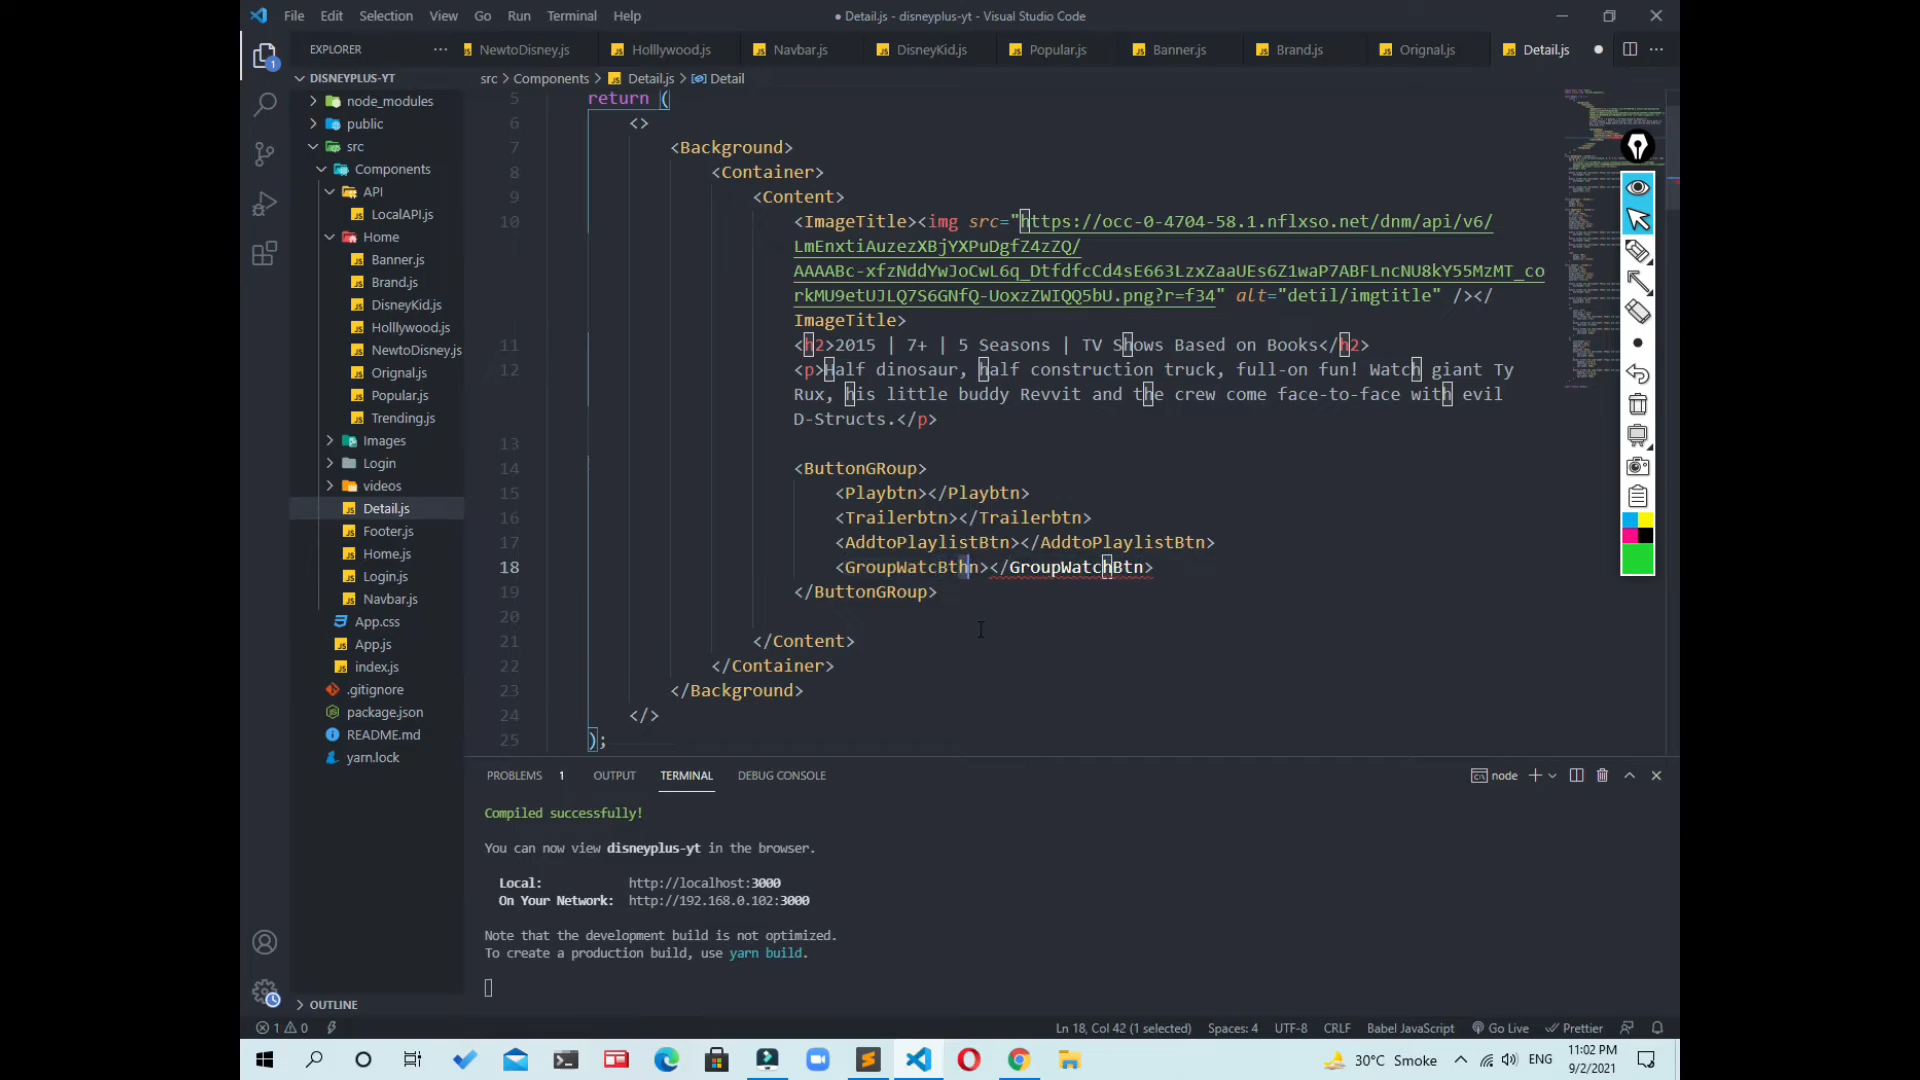 File Edit Selection View Go Run Terminal Help
● Detail.js - disneyplus-yt - Visual Studio Code
EXPLORER
NewtoDisney.js Holllywood.js Navbar.js DisneyKid.js Popular.js Banner.js Brand.js Orignal.js Detail.js
src > Components > Detail.js > Detail
DISNEYPLUS-YT
node_modules
public
src
Components
API
LocalAPI.js
Home
Banner.js
Brand.js
DisneyKid.js
Holllywood.js
NewtoDisney.js
Orignal.js
Popular.js
Trending.js
Images
Login
videos
Detail.js
Footer.js
Home.js
Login.js
Navbar.js
App.css
App.js
index.js
.gitignore
package.json
README.md
yarn.lock
OUTLINE
1
5 return (
6 <>
7 <Background>
8 <Container>
9 <Content>
10 <ImageTitle><img src="https://occ-0-4704-58.1.nflxso.net/dnm/api/v6/
LmEnxtiAuzezXBjYXPuDgfZ4zZQ/
AAAABc-xfzNddYwJoCwL6q_DtfdfcCd4sE663LzxZaaUEs6Z1waP7ABFLncNU8kY55MzMT_co
rkMU9etUJLQ7S6GNfQ-UoxzZWIQQ5bU.png?r=f34" alt="detil/imgtitle" /></
ImageTitle>
11 <h2>2015 | 7+ | 5 Seasons | TV Shows Based on Books</h2>
12 <p>Half dinosaur, half construction truck, full-on fun! Watch giant Ty
Rux, his little buddy Revvit and the crew come face-to-face with evil
D-Structs.</p>
13
14 <ButtonGRoup>
15 <Playbtn></Playbtn>
16 <Trailerbtn></Trailerbtn>
17 <AddtoPlaylistBtn></AddtoPlaylistBtn>
18 <GroupWatcBthn></GroupWatchBtn>
19 </ButtonGRoup>
20
21 </Content>
22 </Container>
23 </Background>
24 </>
25 );
PROBLEMS 1 OUTPUT TERMINAL DEBUG CONSOLE
node
Compiled successfully!
You can now view disneyplus-yt in the browser.
Local: http://localhost:3000
On Your Network: http://192.168.0.102:3000
Note that the development build is not optimized.
To create a production build, use yarn build.
1 0 Ln 18, Col 42 (1 selected) Spaces: 4 UTF-8 CRLF Babel JavaScript Go Live Prettier
30°C Smoke ENG 11:02 PM
9/2/2021